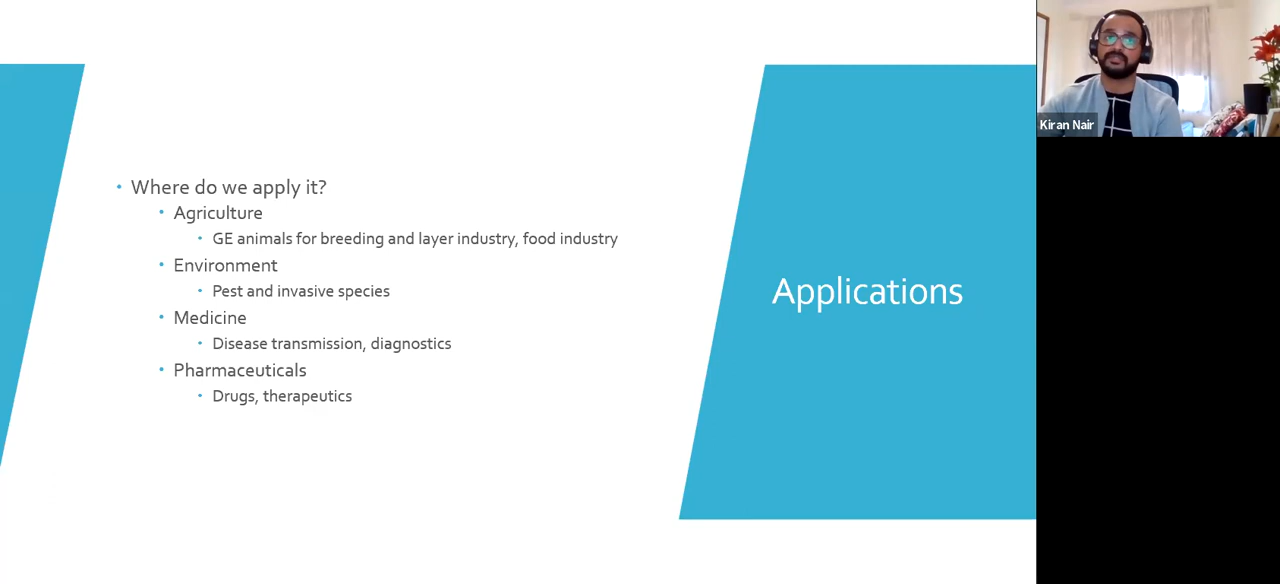 Where do we apply it?
Agriculture
GE animals for breeding and layer industry, food industry
Environment
Pest and invasive species
Medicine
Disease transmission, diagnostics
Pharmaceuticals
Drugs, therapeutics
Applications
Kiran Nair